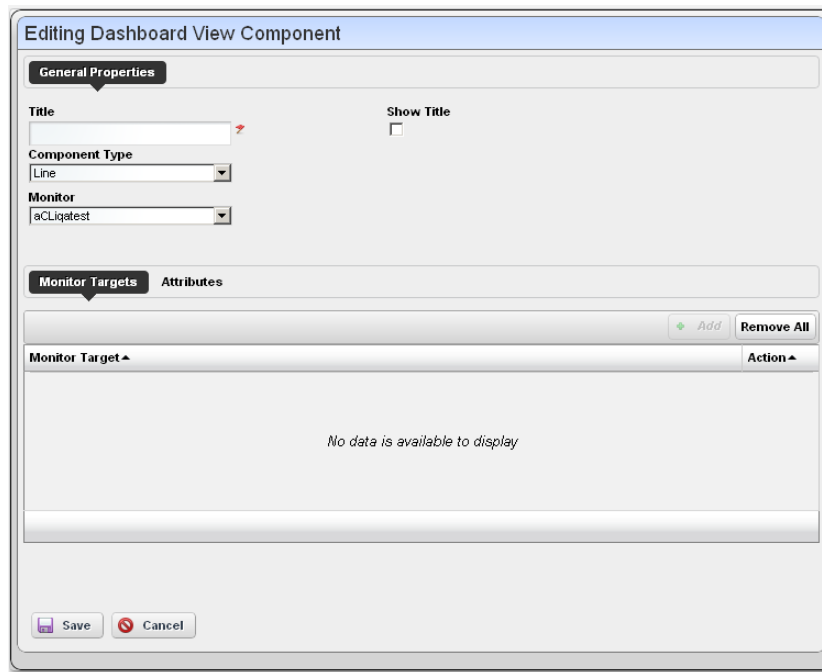 Editing Dashboard View Component
General Properties
Title
Show Title
Component Type
Line
Monitor
aCLiqatest
Monitor Targets Attributes
Add Remove All
Monitor Target Action
No data is available to display
Save Cancel